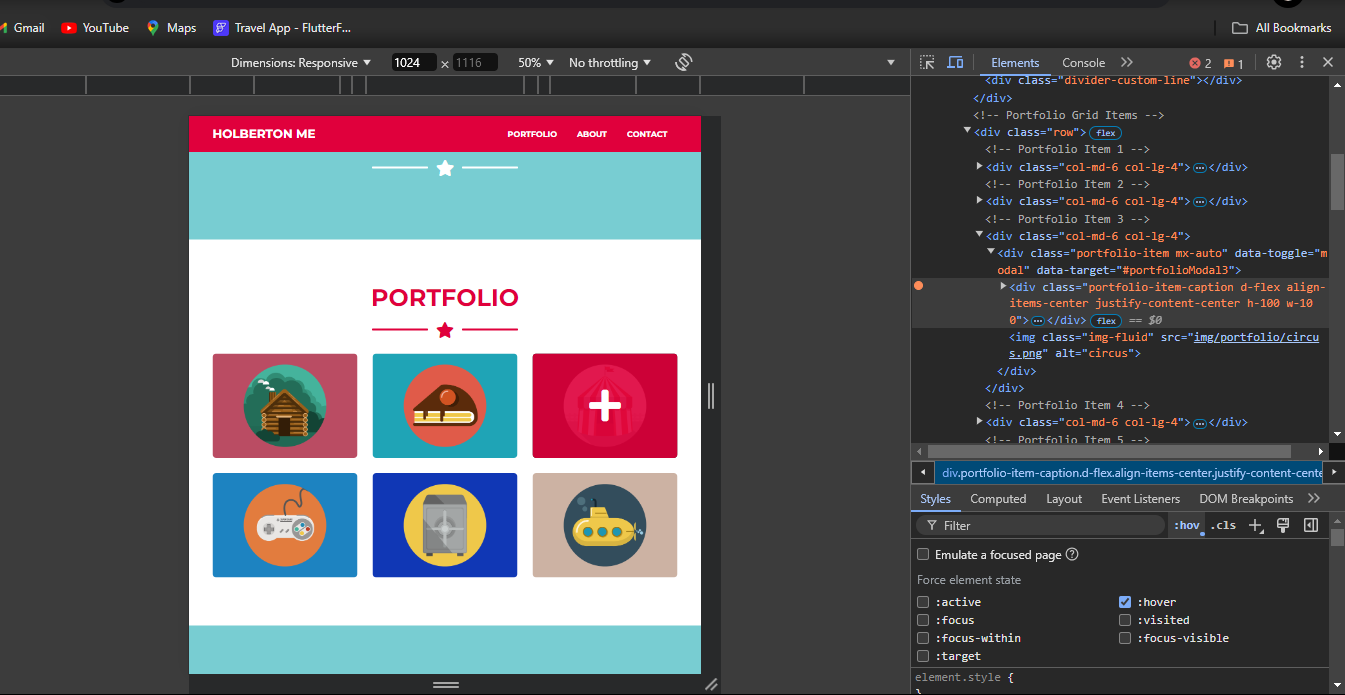 Gmail YouTube Maps Travel App - FlutterF... All Bookmarks
Dimensions: Responsive 1024 × 1116 50% No throttling
Elements Console 2 1
<div class="divider-custom-line"></div>
</div>
<!-- Portfolio Grid Items -->
<div class="row"> flex
<!-- Portfolio Item 1 -->
<div class="col-md-6 col-lg-4"> … </div>
<!-- Portfolio Item 2 -->
<div class="col-md-6 col-lg-4"> … </div>
<!-- Portfolio Item 3 -->
<div class="col-md-6 col-lg-4">
<div class="portfolio-item mx-auto" data-toggle="m
odal" data-target="#portfolioModal3">
<div class="portfolio-item-caption d-flex align-
items-center justify-content-center h-100 w-10
0"> … </div> flex == $0
<img class="img-fluid" src="img/portfolio/circu
s.png" alt="circus">
</div>
</div>
<!-- Portfolio Item 4 -->
<div class="col-md-6 col-lg-4"> … </div>
<!-- Portfolio Item 5 -->
div.portfolio-item-caption.d-flex.align-items-center.justify-content-cente
Styles Computed Layout Event Listeners DOM Breakpoints
Filter :hov .cls
Emulate a focused page
Force element state
:active :hover
:focus :visited
:focus-within :focus-visible
:target
element.style {
}
HOLBERTON ME PORTFOLIO ABOUT CONTACT
PORTFOLIO